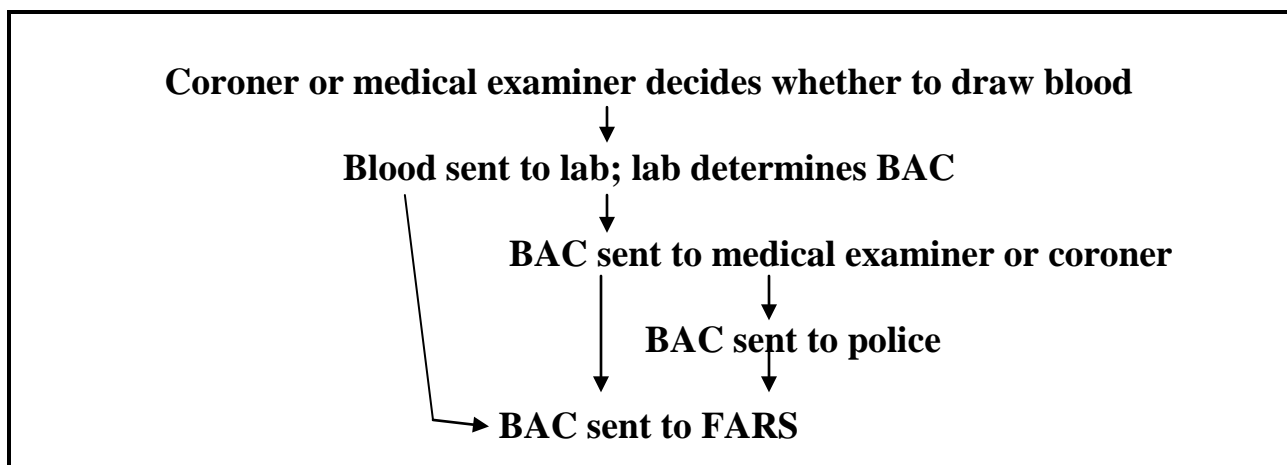 Coroner or medical examiner decides whether to draw blood
Blood sent to lab; lab determines BAC
BAC sent to medical examiner or coroner
BAC sent to police
BAC sent to FARS